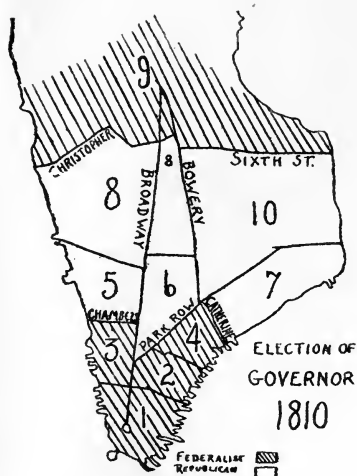 9
CHRISTOPHER
8
SIXTH ST.
8
BROADWAY
BOWERY
10
5
6
7
CHAMBERS
PARK ROW
CATHERINE
3
4
2
1
ELECTION OF
GOVERNOR
1810
FEDERALIST
REPUBLICAN